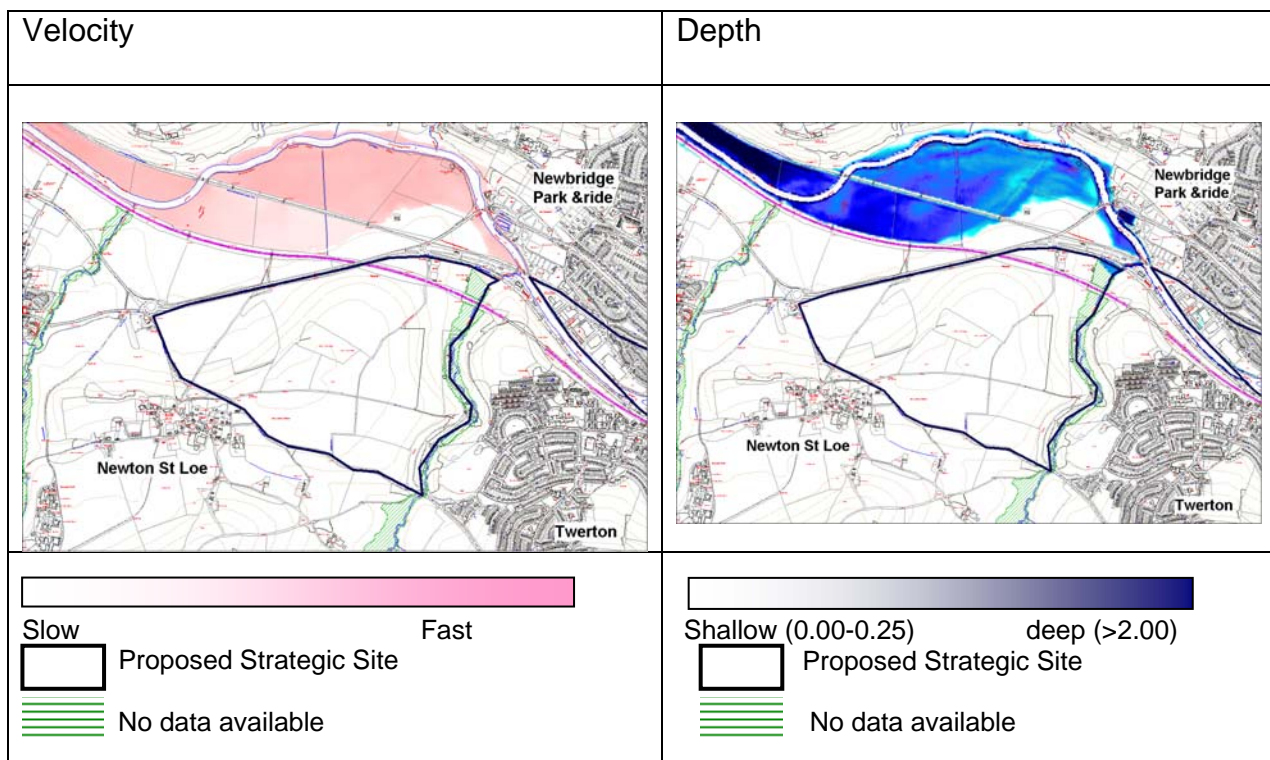 Velocity
Depth
Newbridge
Park &ride
Newton St Loe
Twerton
Newbridge
Park &ride
Newton St Loe
Twerton
Slow Fast
Proposed Strategic Site
No data available
Shallow (0.00-0.25) deep (>2.00)
Proposed Strategic Site
No data available